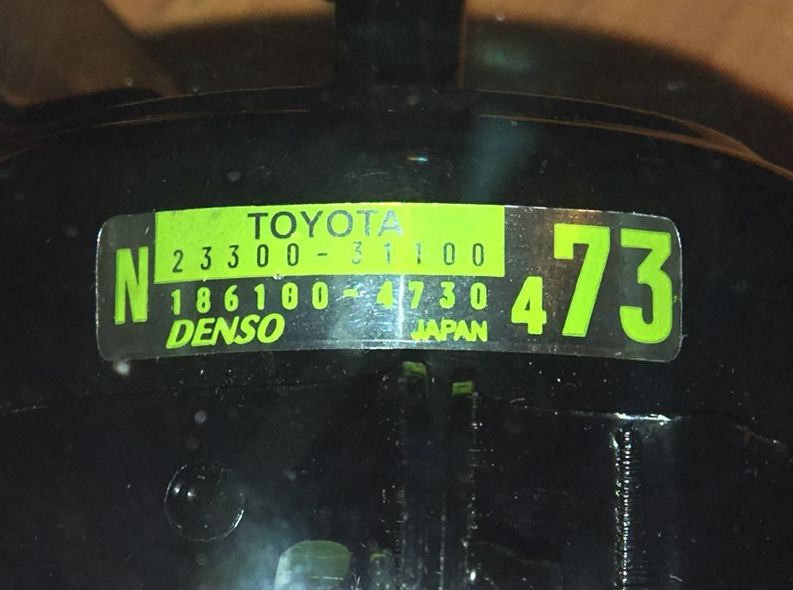 TOYOTA
23300-31100
N
186100-4730
473
DENSO JAPAN